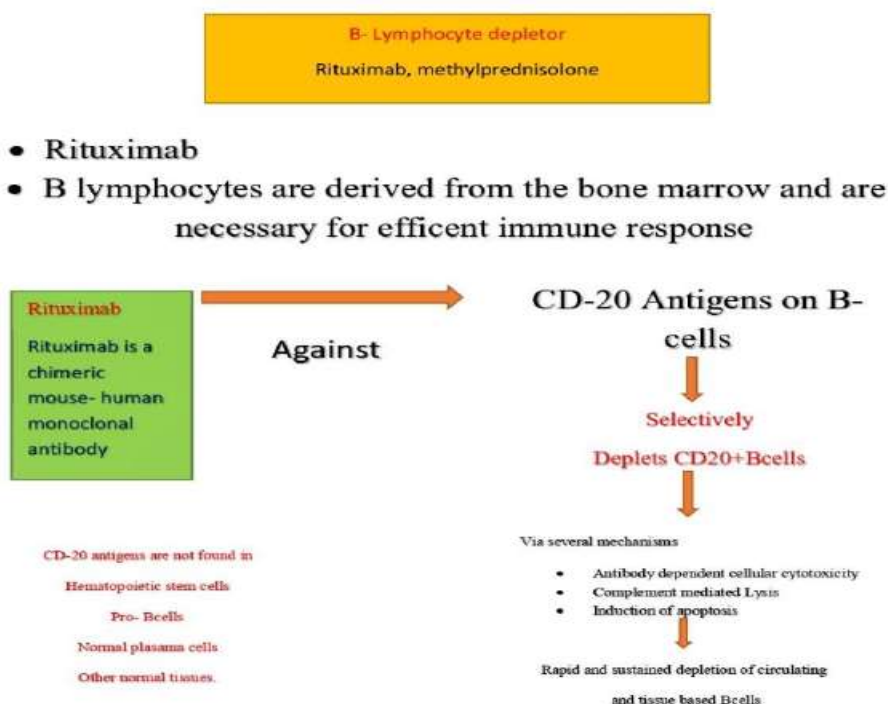 B- Lymphocyte depletor
Rituximab, methylprednisolone
• Rituximab
• B lymphocytes are derived from the bone marrow and are
necessary for efficent immune response
Rituximab
Rituximab is a
chimeric
mouse- human
monoclonal
antibody
Against
CD-20 Antigens on B-
cells
Selectively
Deplets CD20+Bcells
Via several mechanisms
• Antibody dependent cellular cytotoxicity
• Complement mediated Lysis
• Induction of apoptosis
Rapid and sustained depletion of circulating
and tissue based Bcells
CD-20 antigens are not found in
Hematopoietic stem cells
Pro- Bcells
Normal plasama cells
Other normal tissues.